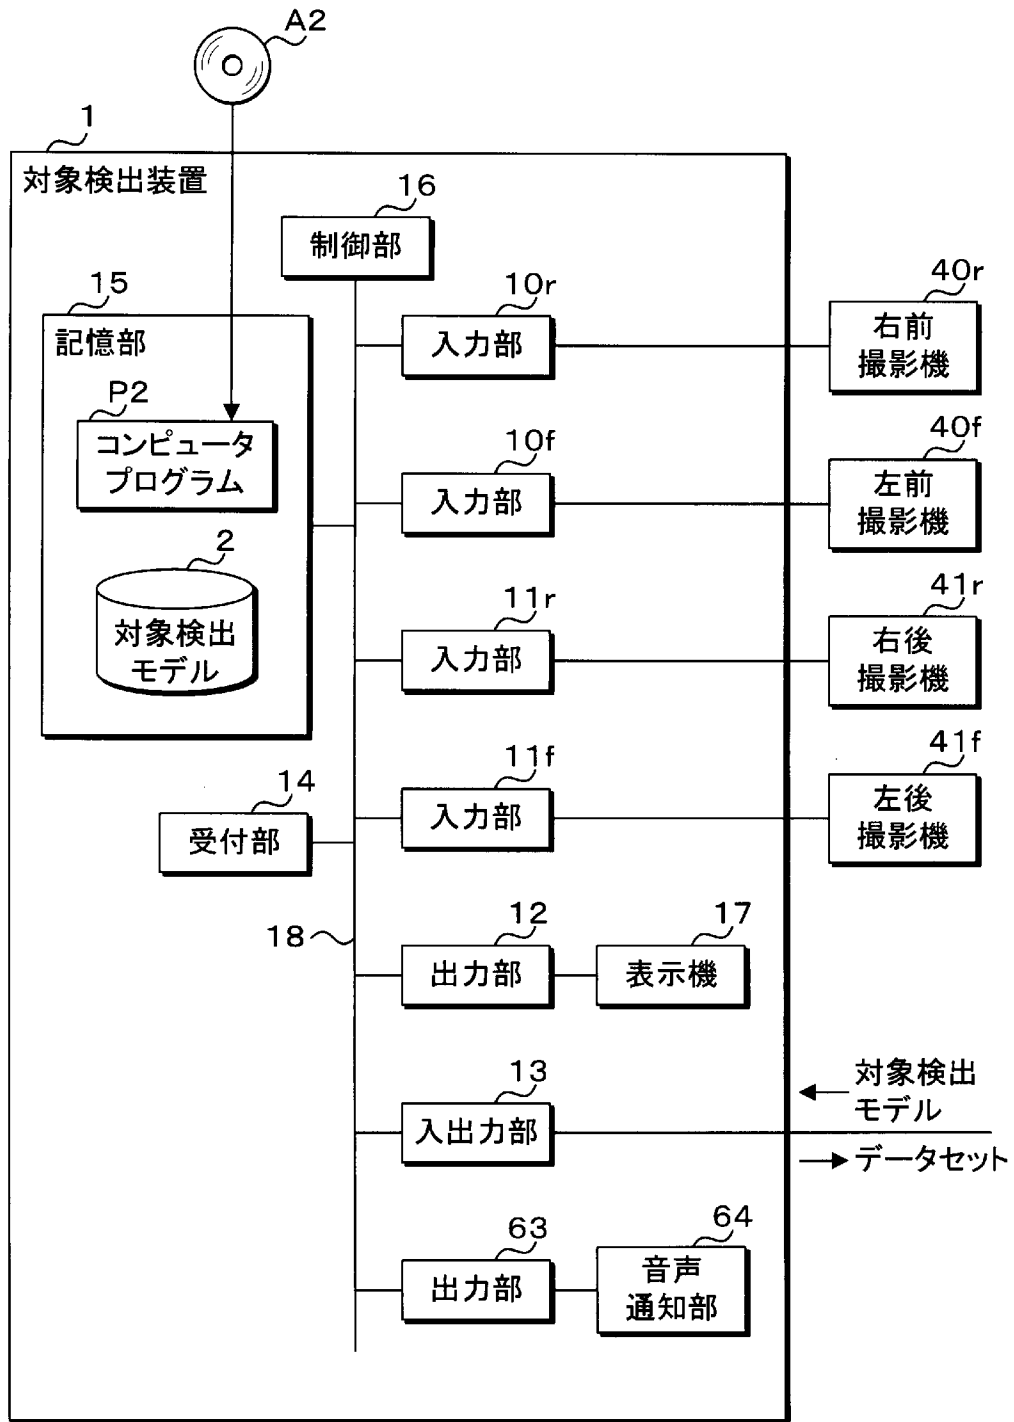 A2
1
対象検出装置
16
制御部
15
記憶部
P2
コンピュータ
プログラム
2
対象検出
モデル
10r
入力部
40r
右前
撮影機
10f
入力部
40f
左前
撮影機
11r
入力部
41r
右後
撮影機
11f
入力部
41f
左後
撮影機
14
受付部
18
12
出力部
17
表示機
13
入出力部
対象検出
モデル
データセット
63
出力部
64
音声
通知部